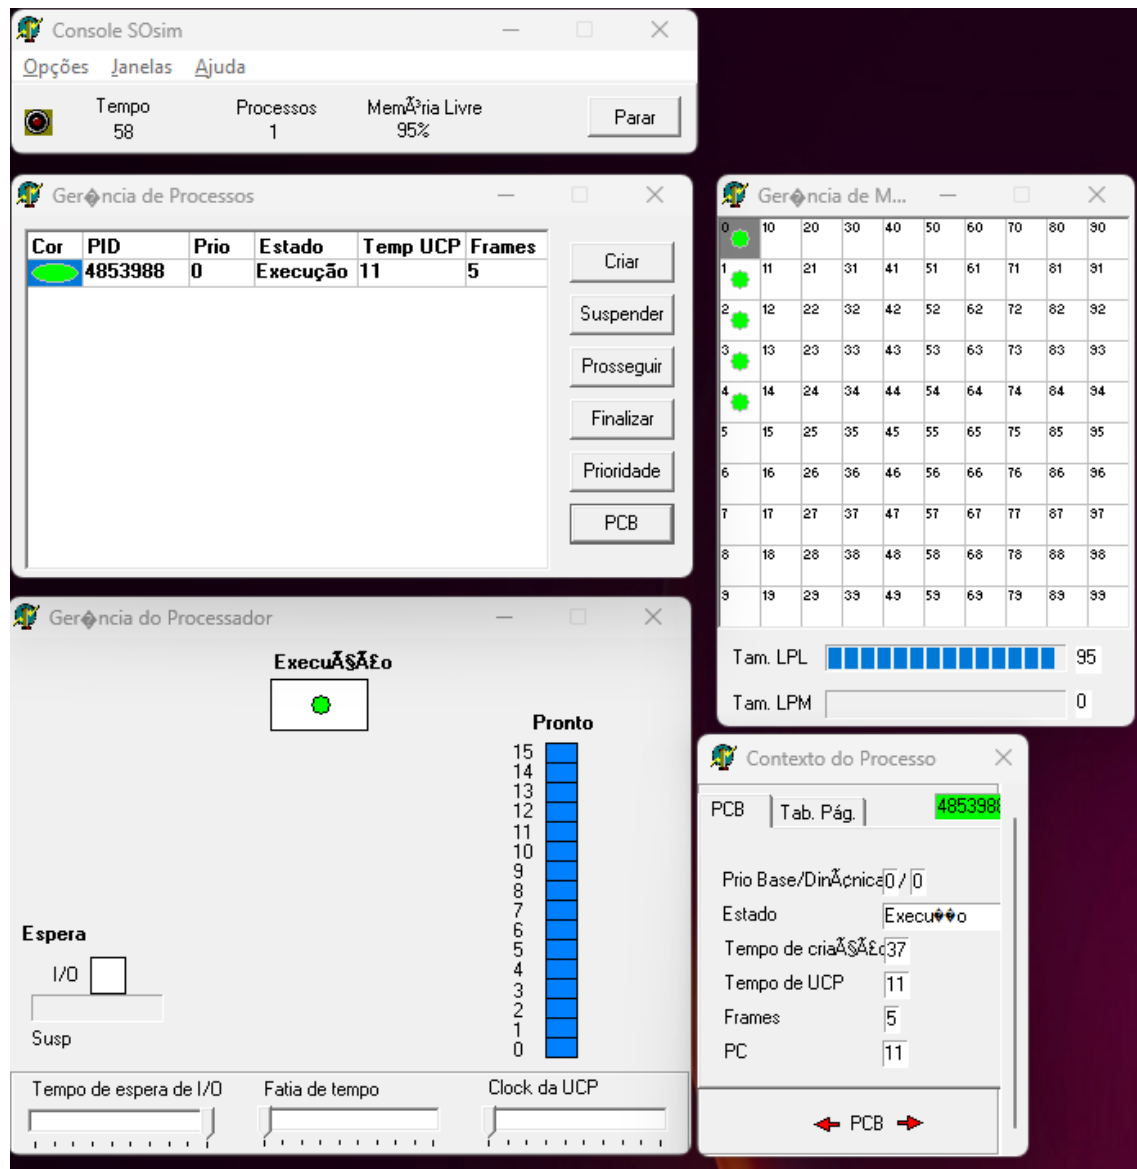 Console SOsim
Opções Janelas Ajuda
Tempo Processos MemÃ³ria Livre
58 1 95%
Parar
Ger�ncia de Processos
Cor PID Prio Estado Temp UCP Frames
4853988 0 Execução 11 5
Criar
Suspender
Prosseguir
Finalizar
Prioridade
PCB
Ger�ncia de M...
0 10 20 30 40 50 60 70 80 90
1 11 21 31 41 51 61 71 81 91
2 12 22 32 42 52 62 72 82 92
3 13 23 33 43 53 63 73 83 93
4 14 24 34 44 54 64 74 84 94
5 15 25 35 45 55 65 75 85 95
6 16 26 36 46 56 66 76 86 96
7 17 27 37 47 57 67 77 87 97
8 18 28 38 48 58 68 78 88 98
9 19 29 39 49 59 69 79 89 99
Tam. LPL 95
Tam. LPM 0
Ger�ncia do Processador
ExecuÃ§Ã£o
Pronto
15
14
13
12
11
10
9
8
7
6
5
4
3
2
1
0
Espera
I/O
Susp
Tempo de espera de I/O Fatia de tempo Clock da UCP
Contexto do Processo
PCB Tab. Pág. 4853988
Prio Base/DinÃ¢nica 0 / 0
Estado Execu��o
Tempo de criaÃ§Ã£o 37
Tempo de UCP 11
Frames 5
PC 11
PCB